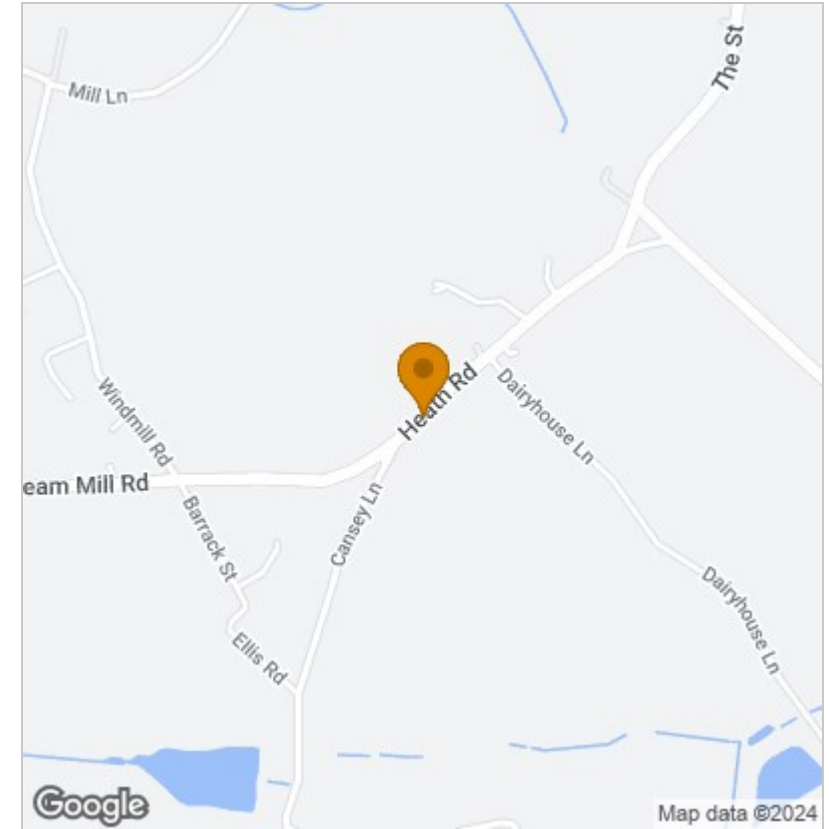 The St
Mill Ln
Heath Rd
Dairyhouse Ln
Windmill Rd
eam Mill Rd
Cansey Ln
Barrack St
Dairyhouse Ln
Ellis Rd
Google
Map data ©2024